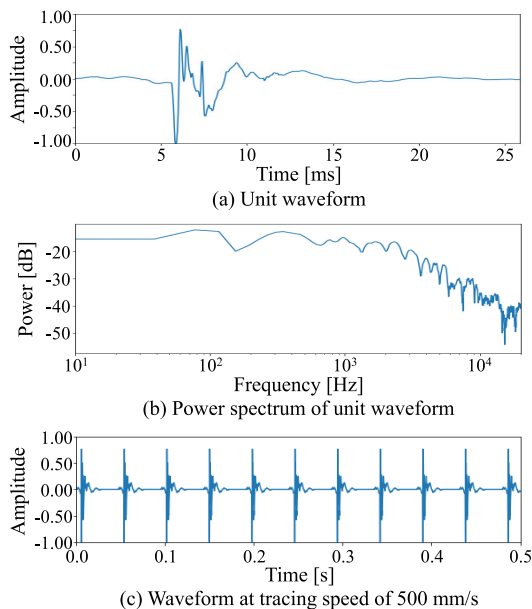 1.00
0.50
0.00
-0.50
-1.00
Amplitude
0 5 10 15 20 25
Time [ms]
(a) Unit waveform
-20
-30
-40
-50
Power [dB]
10¹ 10² 10³ 10⁴
Frequency [Hz]
(b) Power spectrum of unit waveform
1.00
0.50
0.00
-0.50
-1.00
Amplitude
0.0 0.1 0.2 0.3 0.4 0.5
Time [s]
(c) Waveform at tracing speed of 500 mm/s